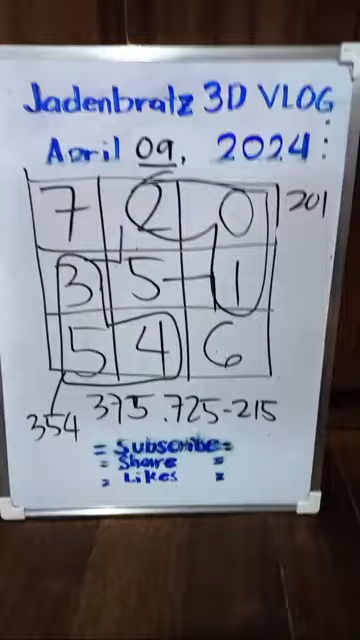 Jadenbratz 3D VLOG
April 09, 2024:
7 2 0 201
3 5 1
5 4 6
354 375.725-215
= Subscribe=
= Share =
= Likes =